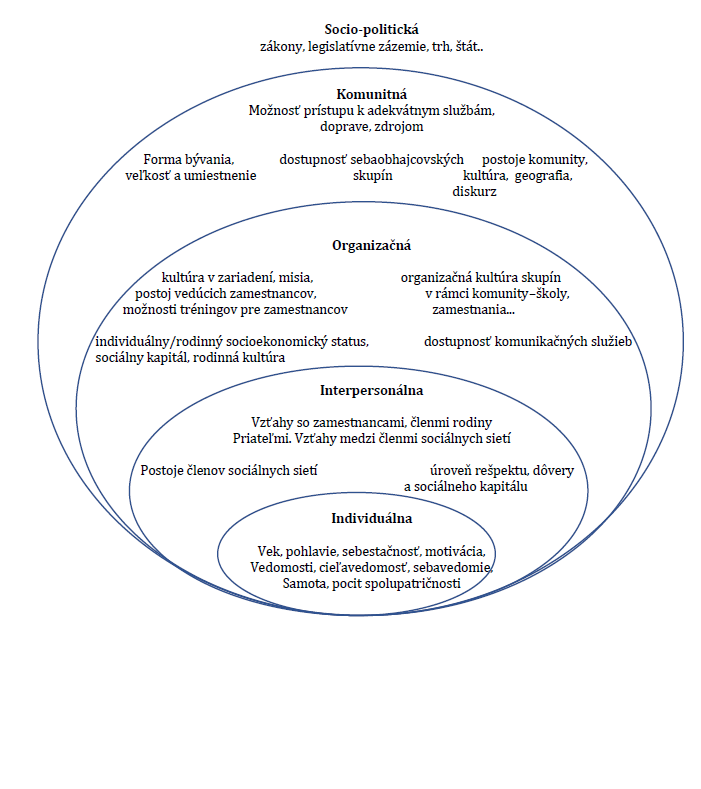 Socio-politická
zákony, legislatívne zázemie, trh, štát..
Komunitná
Možnosť prístupu k adekvátnym službám,
doprave, zdrojom
Forma bývania, dostupnosť sebaobhajcovských postoje komunity,
veľkosť a umiestnenie skupín kultúra, geografia,
diskurz
Organizačná
kultúra v zariadení, misia, organizačná kultúra skupín
postoj vedúcich zamestnancov, v rámci komunity–školy,
možnosti tréningov pre zamestnancov zamestnania...
individuálny/rodinný socioekonomický status, dostupnosť komunikačných služieb
sociálny kapitál, rodinná kultúra
Interpersonálna
Vzťahy so zamestnancami, členmi rodiny
Priateľmi. Vzťahy medzi členmi sociálnych sietí
Postoje členov sociálnych sietí úroveň rešpektu, dôvery
a sociálneho kapitálu
Individuálna
Vek, pohlavie, sebestačnosť, motivácia,
Vedomosti, cieľavedomosť, sebavedomie,
Samota, pocit spolupatričnosti